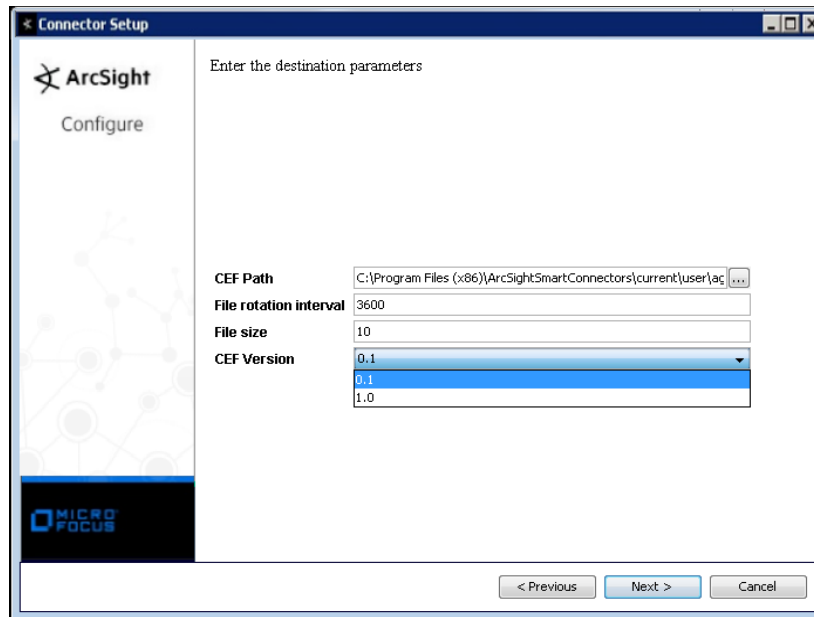 Connector Setup
ArcSight
Configure
Enter the destination parameters
CEF Path C:\Program Files (x86)\ArcSightSmartConnectors\current\user\ag ...
File rotation interval 3600
File size 10
CEF Version 0.1
0.1
1.0
MICRO
FOCUS
< Previous Next > Cancel